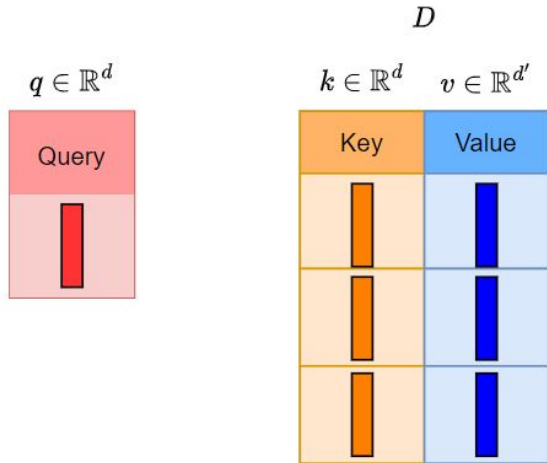 D
q ∈ ℝ^d
k ∈ ℝ^d
v ∈ ℝ^d′
Query
Key
Value